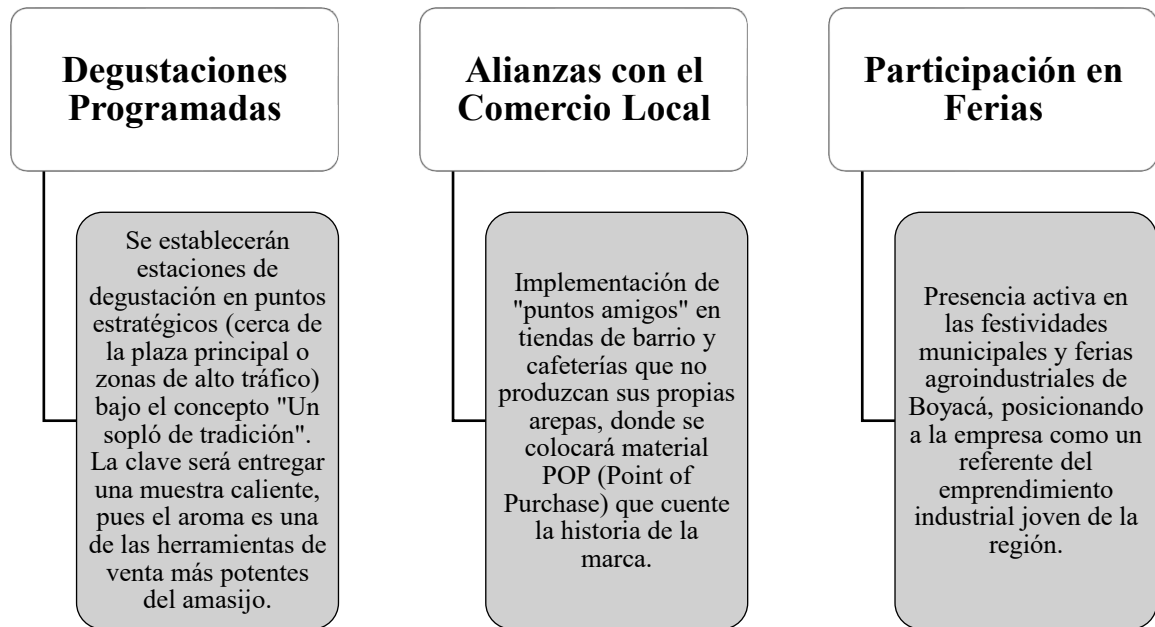 Degustaciones
Programadas
Se establecerán
estaciones de
degustación en puntos
estratégicos (cerca de
la plaza principal o
zonas de alto tráfico)
bajo el concepto "Un
sopló de tradición".
La clave será entregar
una muestra caliente,
pues el aroma es una
de las herramientas de
venta más potentes
del amasijo.
Alianzas con el
Comercio Local
Implementación de
"puntos amigos" en
tiendas de barrio y
cafeterías que no
produzcan sus propias
arepas, donde se
colocará material
POP (Point of
Purchase) que cuente
la historia de la
marca.
Participación en
Ferias
Presencia activa en
las festividades
municipales y ferias
agroindustriales de
Boyacá, posicionando
a la empresa como un
referente del
emprendimiento
industrial joven de la
región.